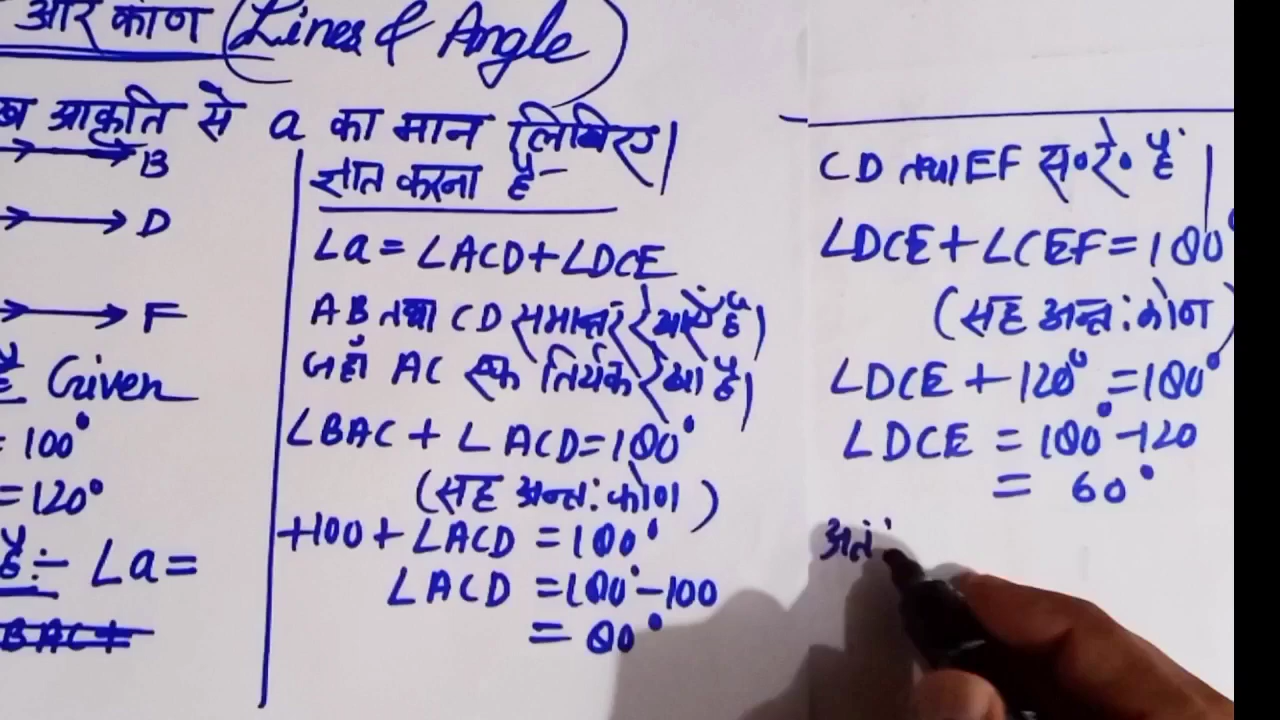 और कोण (Lines & Angle)
आकृति से a का मान लिखिए।
B
D
F
है Given
= 100°
= 120°
है:- ∠a =
BAC+
ज्ञात करना है-
∠a = ∠ACD + ∠DCE
AB तथा CD समान्तर रेखायें हैं।
जहाँ AC एक तिर्यक रेखा है।
∠BAC + ∠ACD = 180°
(सह अन्तः कोण)
+100 + ∠ACD = 180°
∠ACD = 180° - 100
= 80°
CD तथा EF स॰रे॰ हैं।
∠DCE + ∠CEF = 180°
(सह अन्तः कोण)
∠DCE + 120° = 180°
∠DCE = 180° - 120
= 60°
अतः